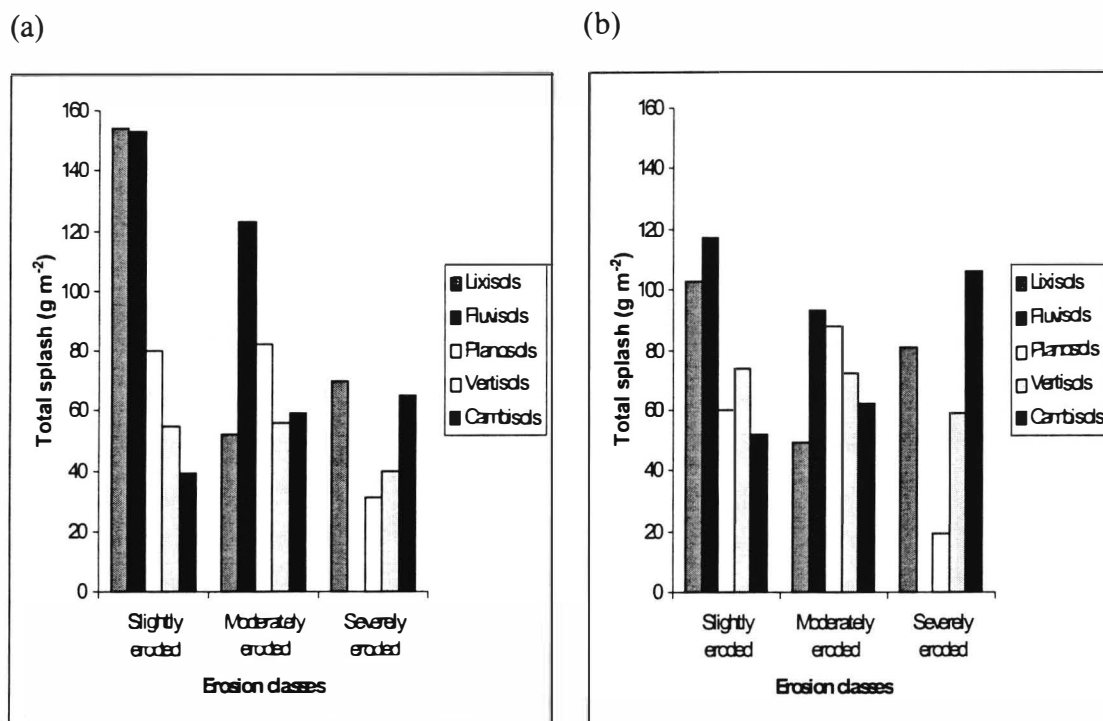 (a)
(b)
Total splash (g m⁻²)
160
140
120
100
80
60
40
20
0
Slightly eroded
Moderately eroded
Severely eroded
Erosion classes
Lixisols
Fluvisols
Planosols
Vertisols
Cambisols
Total splash (g m⁻²)
160
140
120
100
80
60
40
20
0
Slightly eroded
Moderately eroded
Severely eroded
Erosion classes
Lixisols
Fluvisols
Planosols
Vertisols
Cambisols